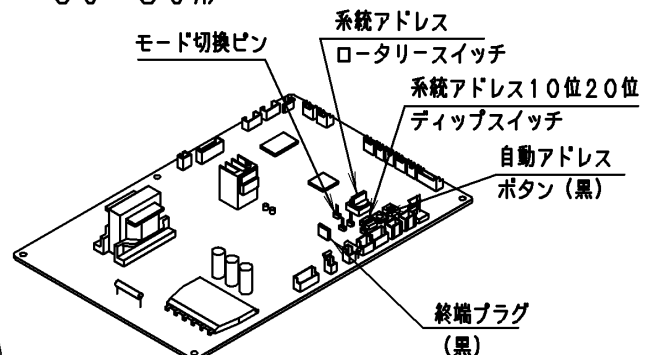 系統アドレス
ロータリースイッチ
モード切換ピン
系統アドレス10位20位
ディップスイッチ
自動アドレス
ボタン（黒）
終端プラグ
（黒）